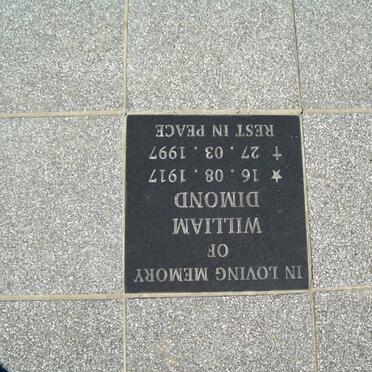 IN LOVING MEMORY
OF
WILLIAM
DIMOND
★ 16 . 08 . 1917
✝ 27 . 03 . 1997
REST IN PEACE